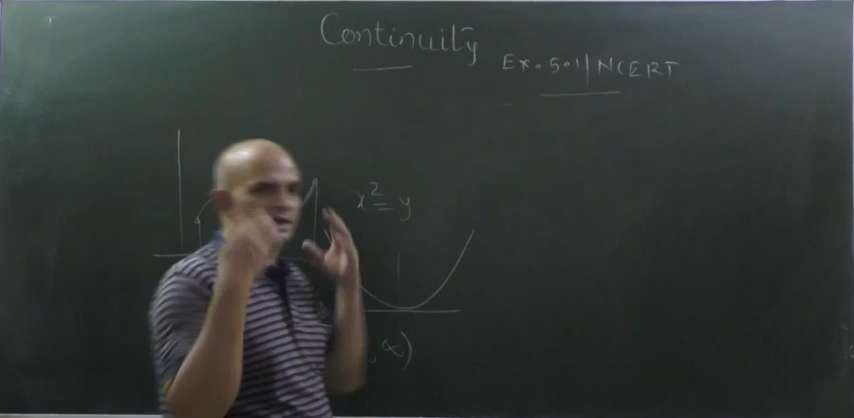 Continuity
Ex. 5.1 | NCERT
x² = y
, ∞)